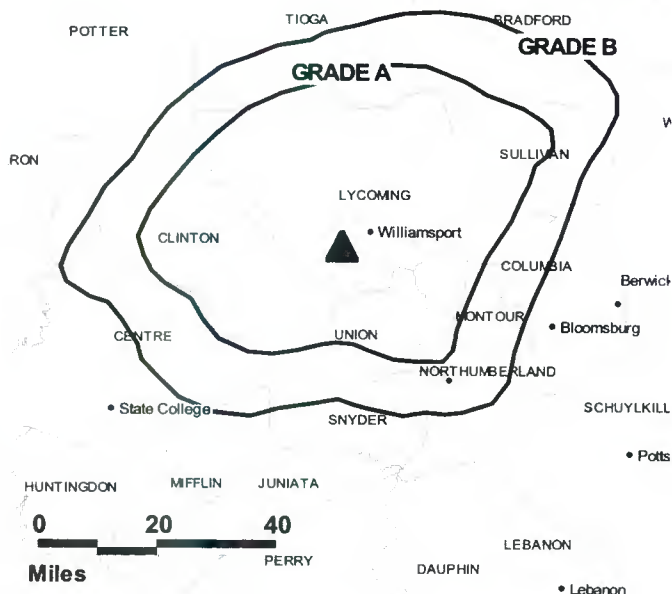 TIOGA
BRADFORD
POTTER
GRADE B
GRADE A
W
SULLIVAN
RON
LYCOMING
Williamsport
CLINTON
COLUMBIA
Berwick
MONTOUR
Bloomsburg
CENTRE
UNION
NORTHUMBERLAND
State College
SNYDER
SCHUYLKILL
Potts
HUNTINGDON MIFFLIN JUNIATA
0 20 40
LEBANON
PERRY
DAUPHIN
Miles
Lebanon